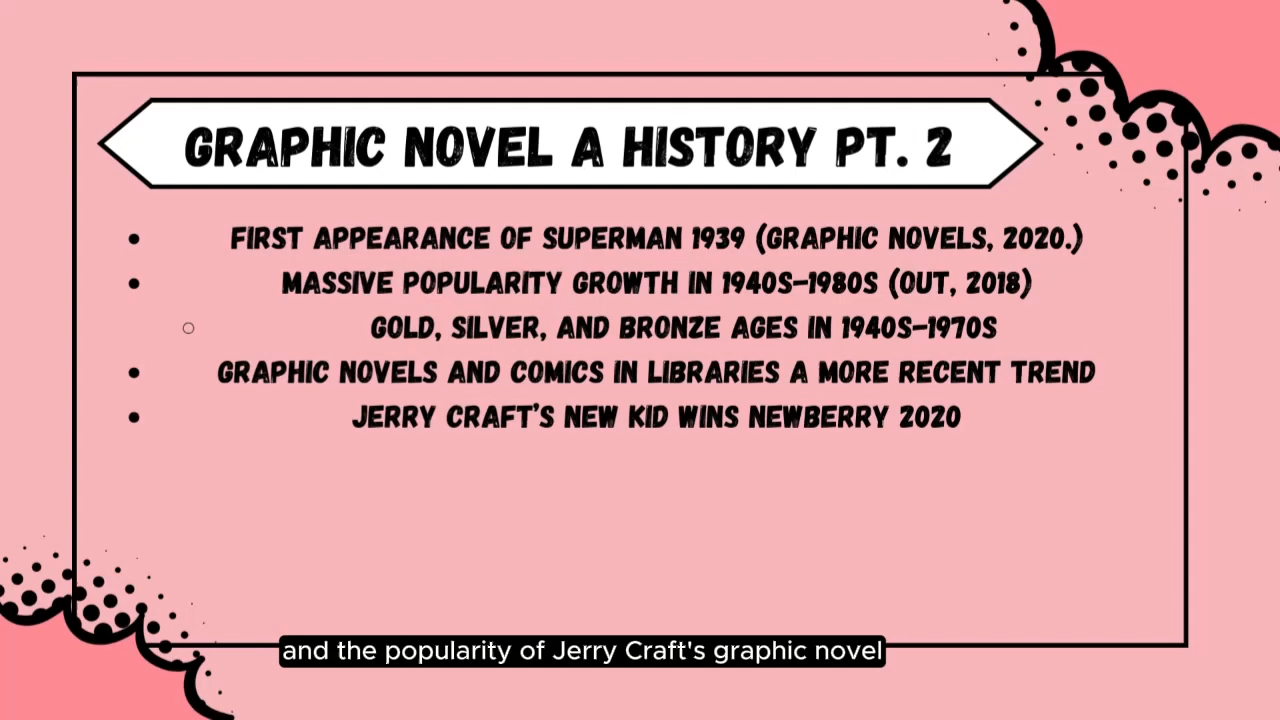 GRAPHIC NOVEL A HISTORY PT. 2
FIRST APPEARANCE OF SUPERMAN 1939 (GRAPHIC NOVELS, 2020.)
MASSIVE POPULARITY GROWTH IN 1940S-1980S (OUT, 2018)
GOLD, SILVER, AND BRONZE AGES IN 1940S-1970S
GRAPHIC NOVELS AND COMICS IN LIBRARIES A MORE RECENT TREND
JERRY CRAFT'S NEW KID WINS NEWBERRY 2020
and the popularity of Jerry Craft's graphic novel